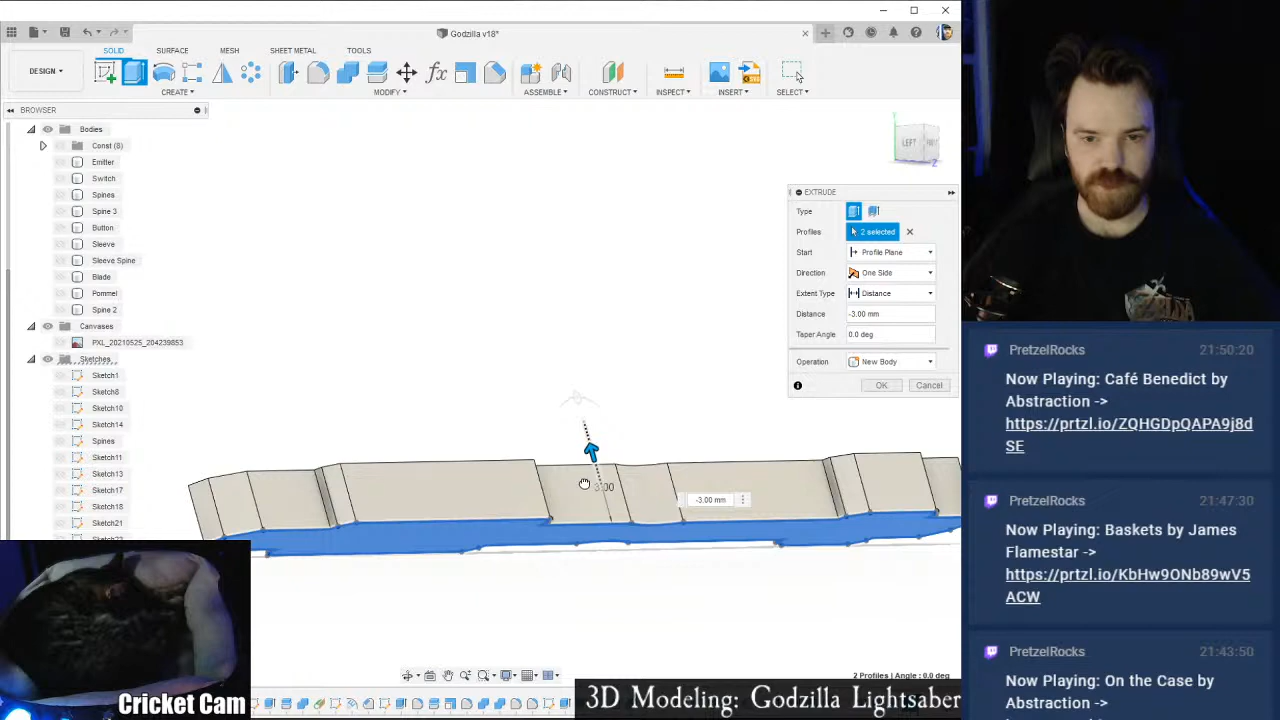 Godzilla v18*
SOLID SURFACE MESH SHEET METAL TOOLS
DESIGN
CREATE MODIFY ASSEMBLE CONSTRUCT INSPECT INSERT SELECT
BROWSER
Bodies
Const (8)
Emitter
Switch
Spines
Spine 3
Button
Sleeve
Sleeve Spine
Blade
Pommel
Spine 2
Canvases
PXL_20210525_204239853
Sketches
Sketch1
Sketch8
Sketch10
Sketch14
Spines
Sketch11
Sketch13
Sketch17
Sketch18
Sketch21
LEFT
Z
EXTRUDE
Type
Profiles 2 selected
Start Profile Plane
Direction One Side
Extent Type Distance
Distance -3.00 mm
Taper Angle 0.0 deg
Operation New Body
OK Cancel
3.00
-3.00 mm
2 Profiles | Angle : 0.0 deg
Cricket Cam
3D Modeling: Godzilla Lightsaber
PretzelRocks 21:50:20
Now Playing: Café Benedict by
Abstraction ->
https://prtzl.io/ZQHGDpQAPA9j8d
SE
PretzelRocks 21:47:30
Now Playing: Baskets by James
Flamestar ->
https://prtzl.io/KbHw9ONb89wV5
ACW
PretzelRocks 21:43:50
Now Playing: On the Case by
Abstraction ->